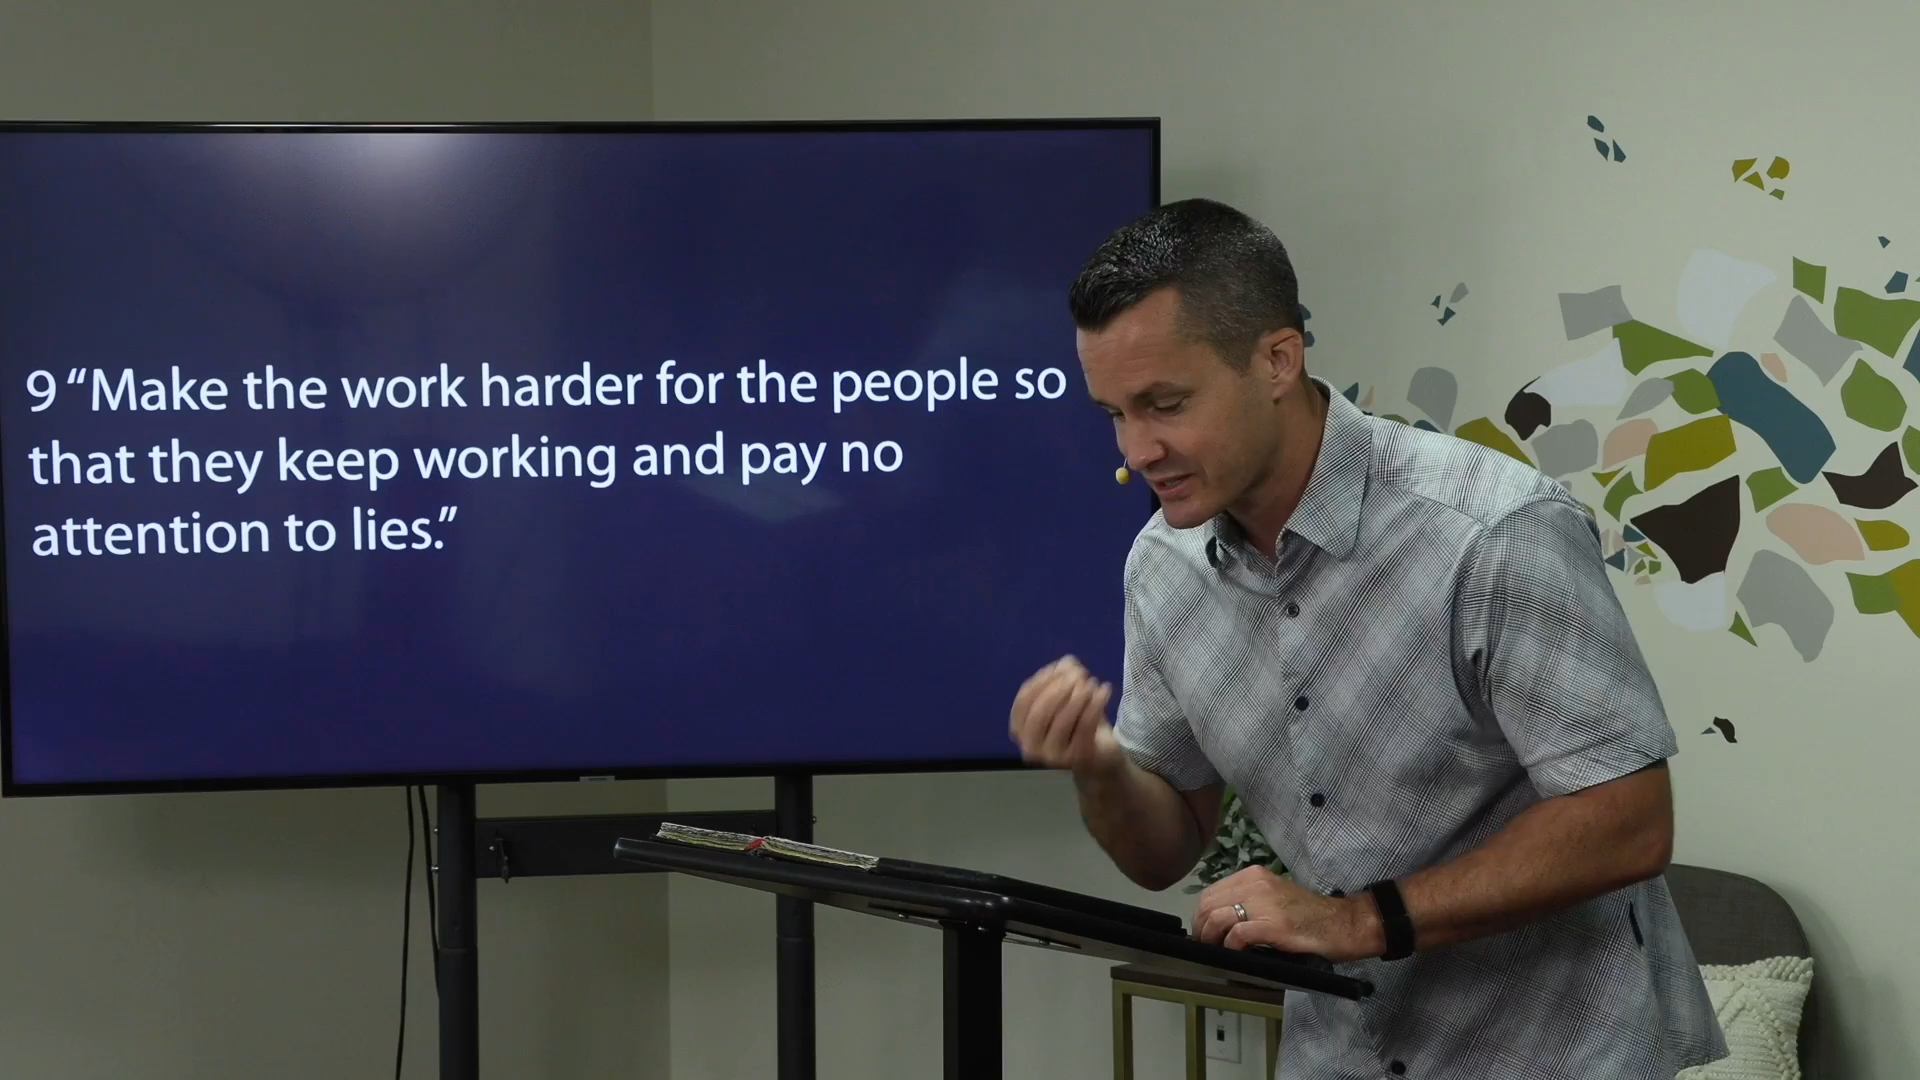 9 “Make the work harder for the people so
that they keep working and pay no
attention to lies.”